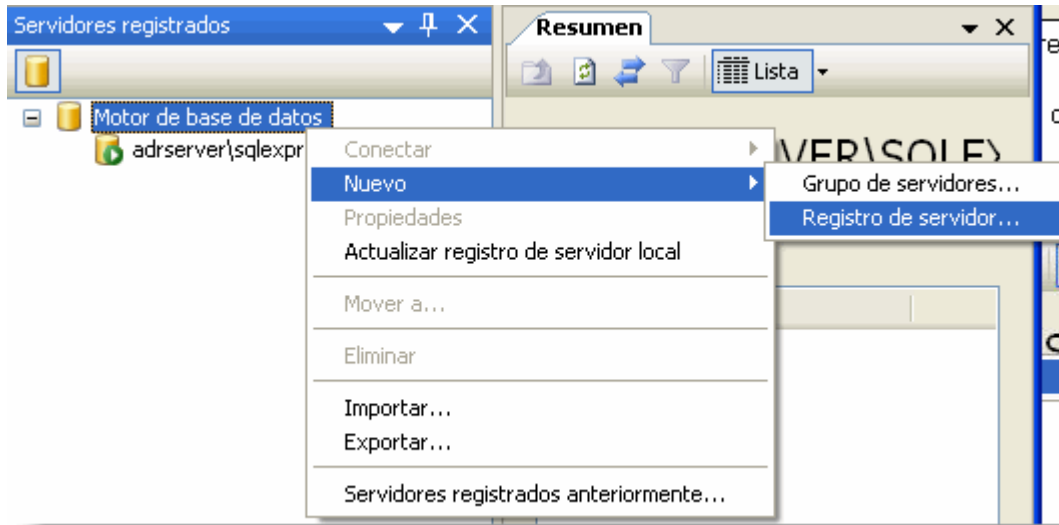 Servidores registrados
Resumen
Lista
Motor de base de datos
adrserver\sqlexpr
Conectar
Nuevo
Propiedades
Actualizar registro de servidor local
Mover a...
Eliminar
Importar...
Exportar...
Servidores registrados anteriormente...
Grupo de servidores...
Registro de servidor...